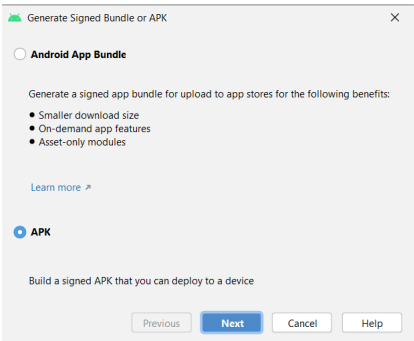 Generate Signed Bundle or APK
Android App Bundle
Generate a signed app bundle for upload to app stores for the following benefits:
• Smaller download size
• On-demand app features
• Asset-only modules
Learn more ↗
APK
Build a signed APK that you can deploy to a device
Previous Next Cancel Help